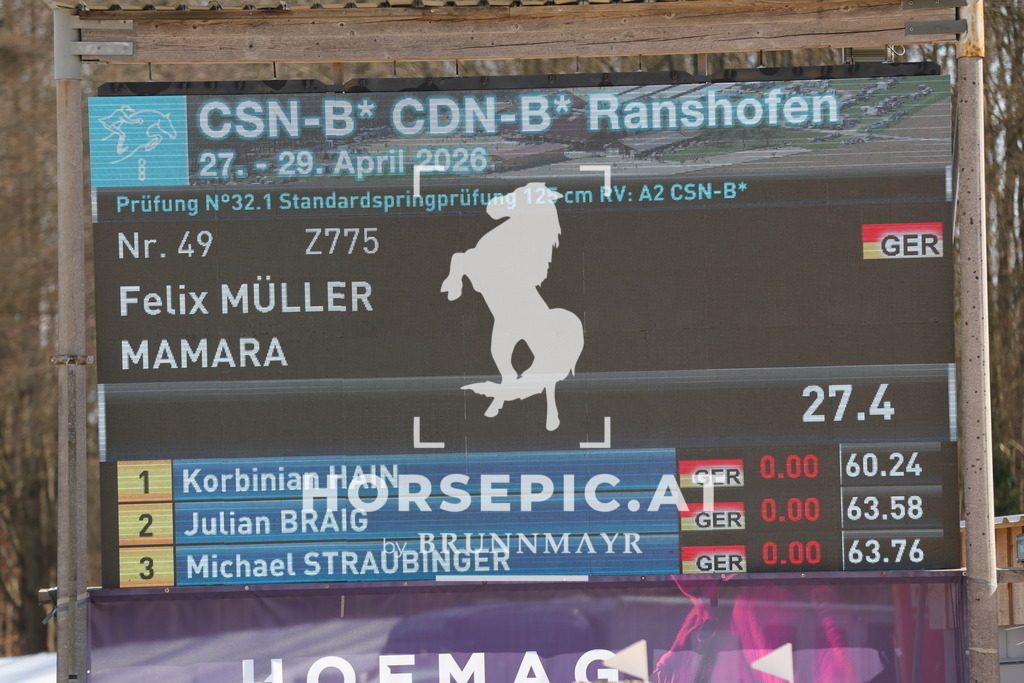 CSN-B* CDN-B* Ranshofen
27. - 29. April 2026
Prüfung N°32.1 Standardspringprüfung 125 cm RV: A2 CSN-B*
Nr. 49 Z775 GER
Felix MÜLLER
MAMARA
27.4
1 Korbinian HAIN GER 0.00 60.24
HORSEPIC.AT
2 Julian BRAIG GER 0.00 63.58
by BRUNNMAYR
3 Michael STRAUBINGER GER 0.00 63.76
HOFMAG